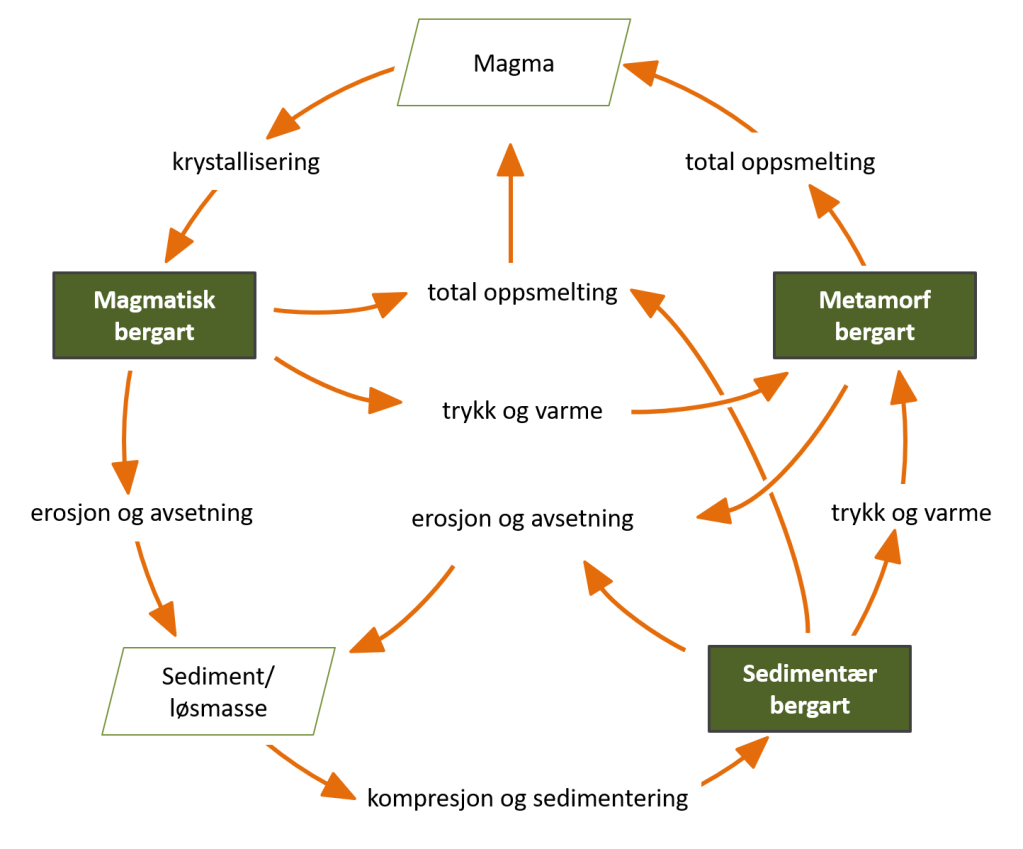 Magma
krystallisering
total oppsmelting
Magmatisk
bergart
total oppsmelting
Metamorf
bergart
trykk og varme
erosjon og avsetning
erosjon og avsetning
trykk og varme
Sediment/
løsmasse
Sedimentær
bergart
kompresjon og sedimentering